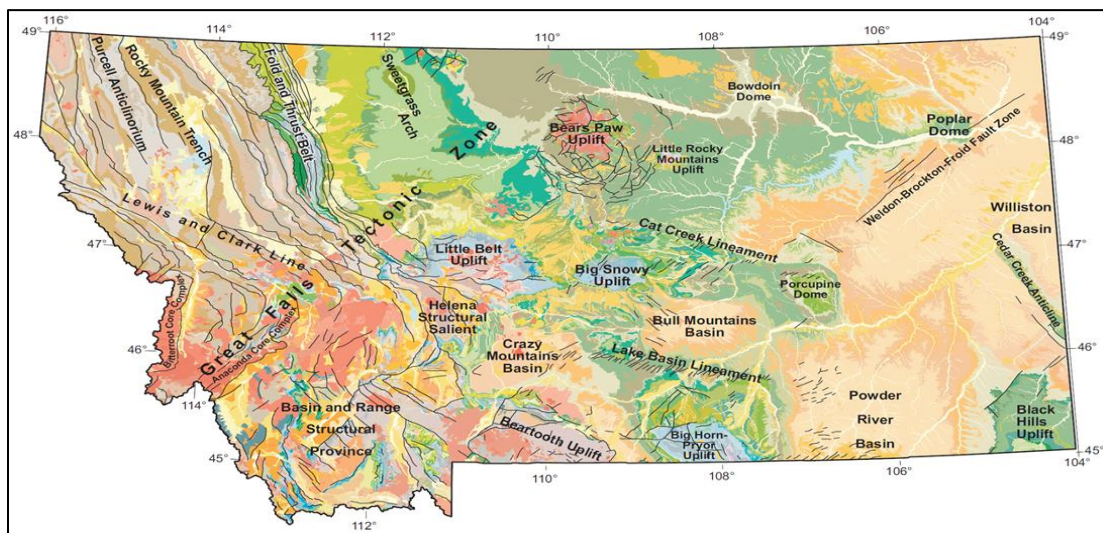 116°
114°
112°
110°
108°
106°
104°
49°
49°
Purcell Anticlinorium
Rocky Mountain Trench
Fold and Thrust Belt
Sweetgrass
Arch
Bowdoin
Dome
48°
Bears Paw
Uplift
Little Rocky
Mountains
Uplift
Poplar
Dome
48°
Weldon-Brockton-Froid Fault Zone
Great Falls Tectonic Zone
Lewis and Clark Line
47°
Little Belt
Uplift
Big Snowy
Uplift
Cat Creek Lineament
Porcupine
Dome
Williston
Basin
47°
Cedar Creek Anticline
Bitterroot Core Complex
Anaconda Core Complex
Helena
Structural
Salient
Crazy
Mountains
Basin
Bull Mountains
Basin
Lake Basin Lineament
46°
46°
114°
Basin and Range
Structural
Province
Beartooth Uplift
Big Horn-
Pryor
Uplift
Powder
River
Basin
Black
Hills
Uplift
45°
45°
112°
110°
108°
106°
104°